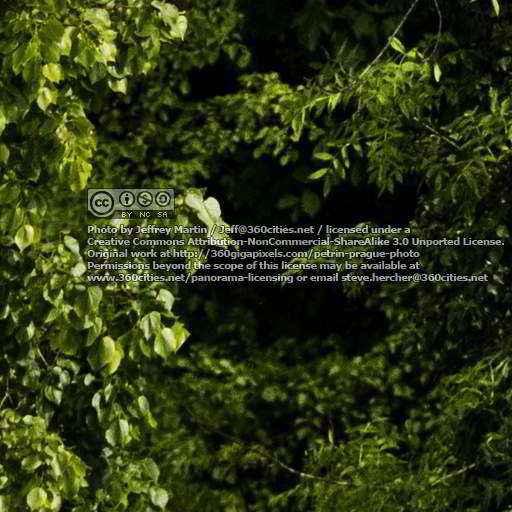 cc
BY NC SA
Photo by Jeffrey Martin / Jeff@360cities.net / licensed under a
Creative Commons Attribution-NonCommercial-ShareAlike 3.0 Unported License.
Original work at http://360gigapixels.com/petrin-prague-photo
Permissions beyond the scope of this license may be available at
www.360cities.net/panorama-licensing or email steve.hercher@360cities.net